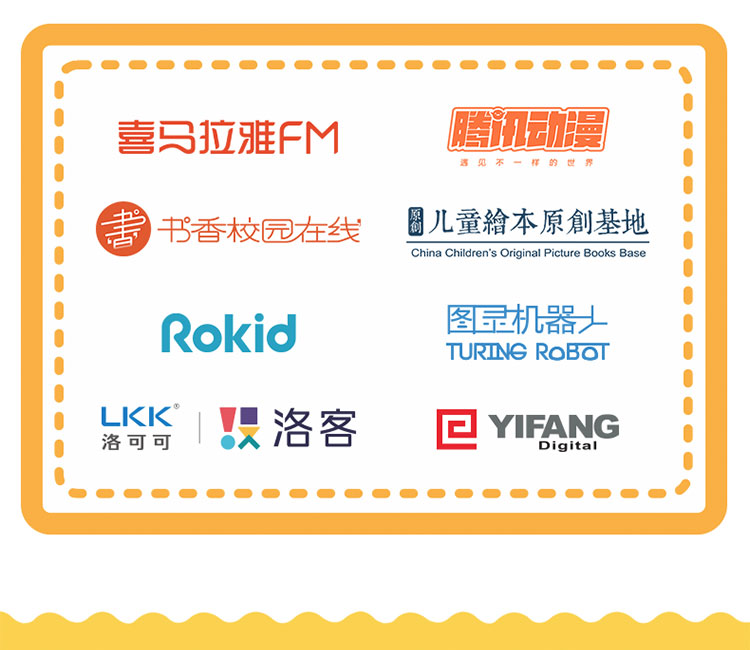 喜马拉雅FM
腾讯动漫
遇见不一样的世界
書 书香校园在线
原創 儿童繪本原創基地
China Children's Original Picture Books Base
Rokid
图灵机器人
TURING ROBOT
LKK®
洛可可
洛客
YIFANG
Digital